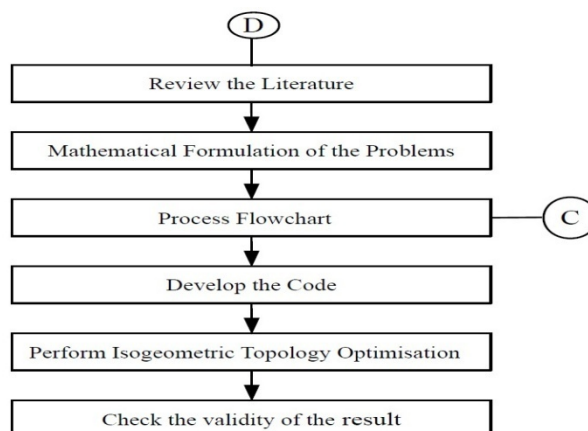 D
Review the Literature
Mathematical Formulation of the Problems
Process Flowchart
C
Develop the Code
Perform Isogeometric Topology Optimisation
Check the validity of the result